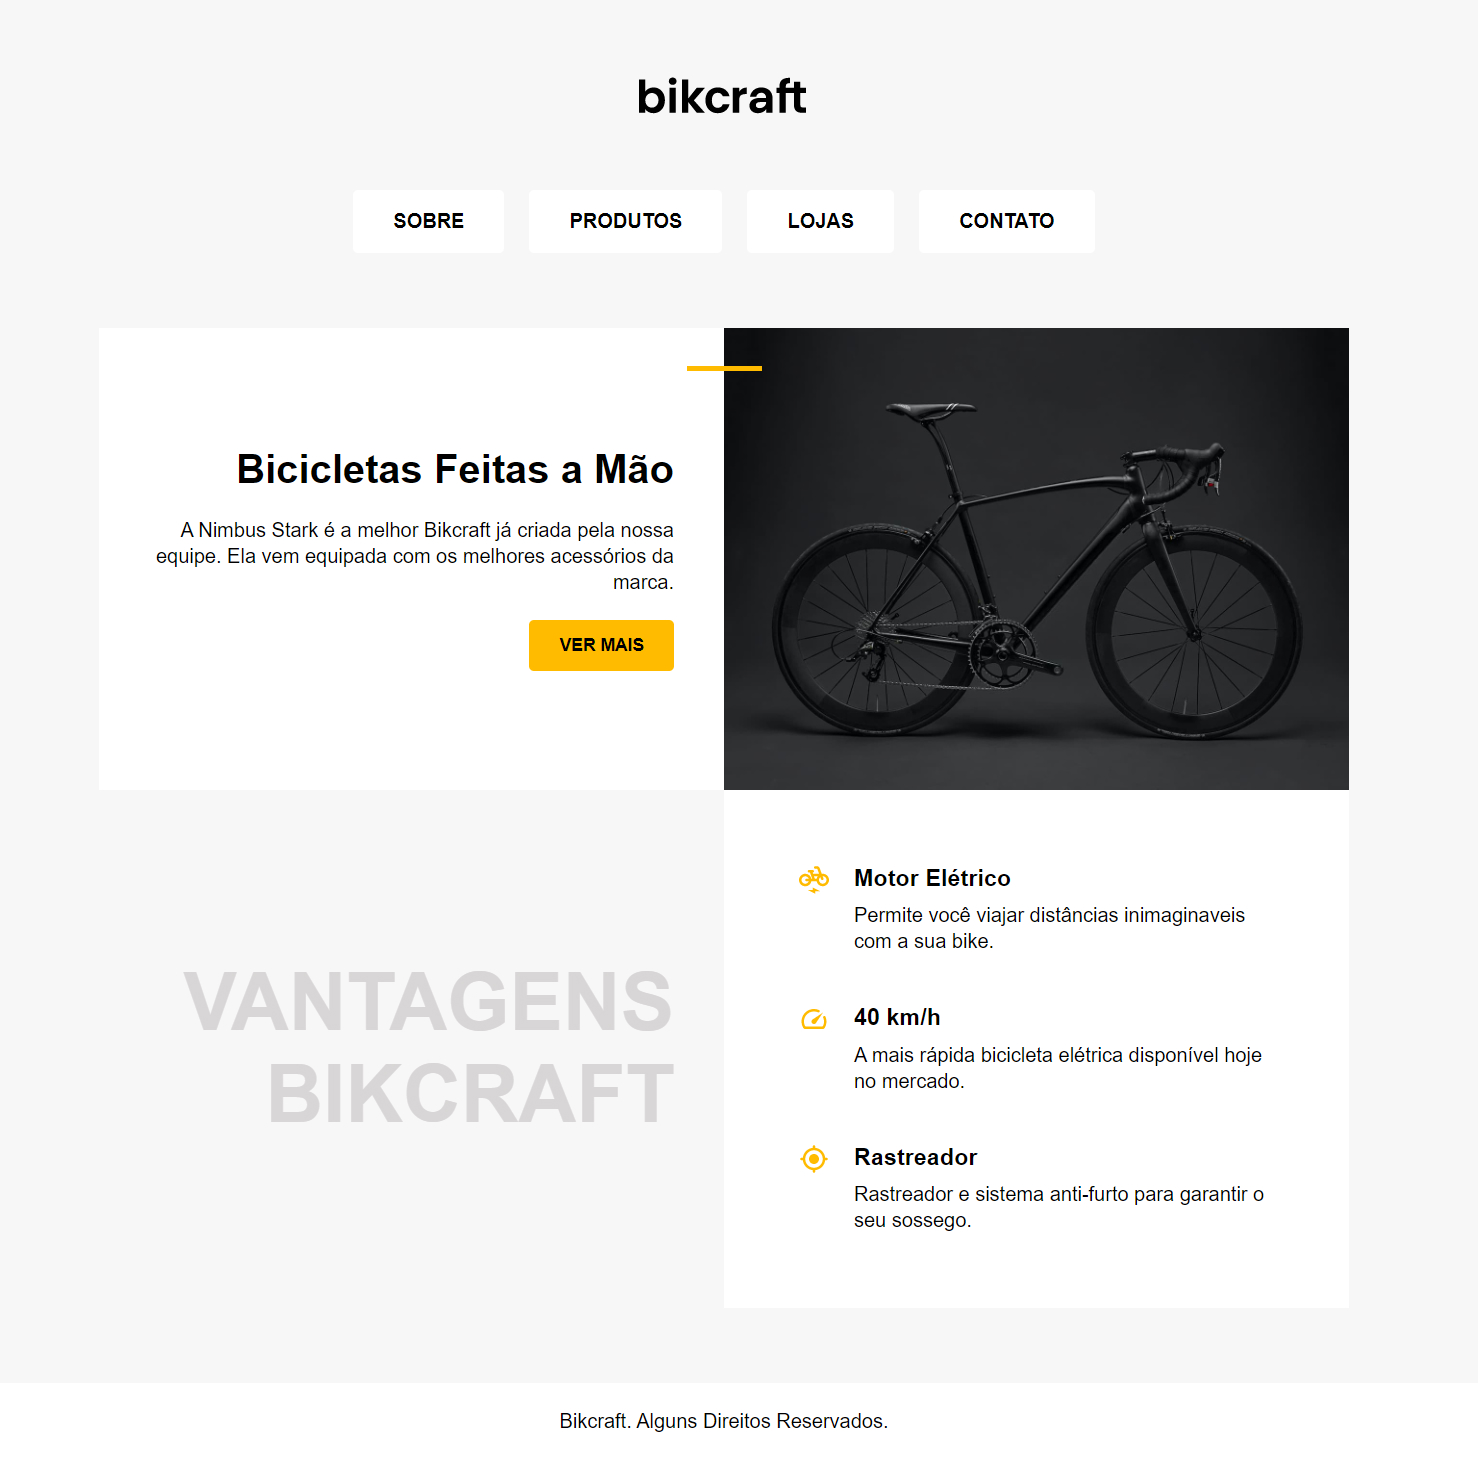 bikcraft
SOBRE
PRODUTOS
LOJAS
CONTATO
Bicicletas Feitas a Mão
A Nimbus Stark é a melhor Bikcraft já criada pela nossa
equipe. Ela vem equipada com os melhores acessórios da
marca.
VER MAIS
VANTAGENS
BIKCRAFT
Motor Elétrico
Permite você viajar distâncias inimaginaveis
com a sua bike.
40 km/h
A mais rápida bicicleta elétrica disponível hoje
no mercado.
Rastreador
Rastreador e sistema anti-furto para garantir o
seu sossego.
Bikcraft. Alguns Direitos Reservados.